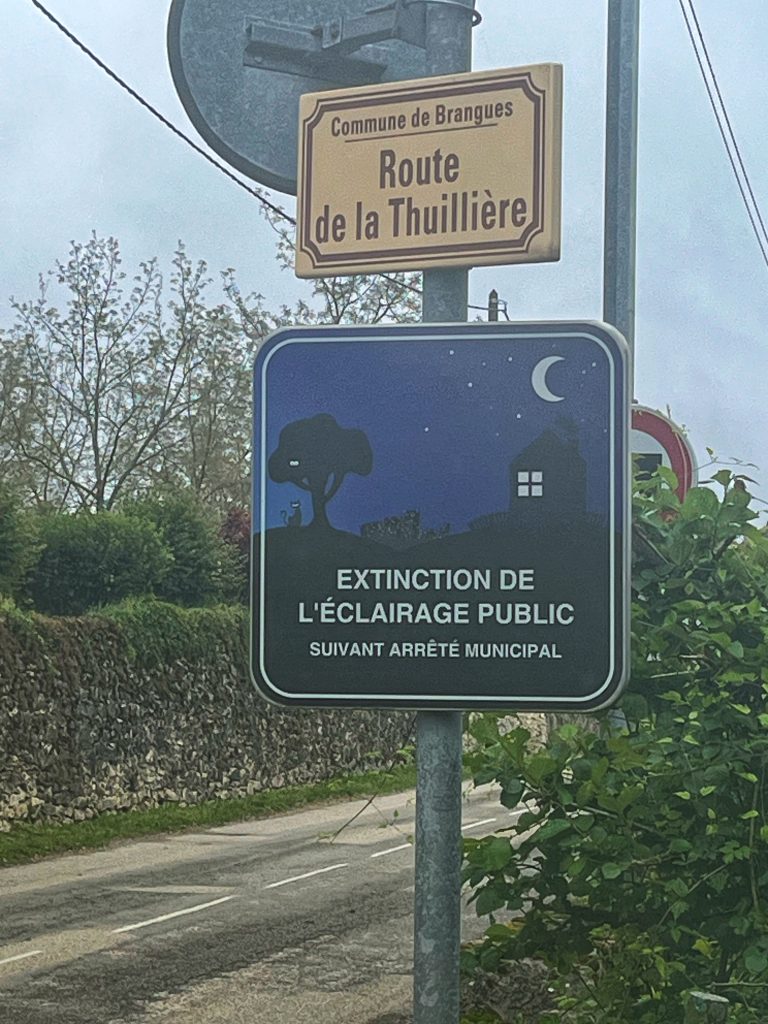 Commune de Brangues
Route
de la Thuillière
EXTINCTION DE
L'ÉCLAIRAGE PUBLIC
SUIVANT ARRÊTÉ MUNICIPAL